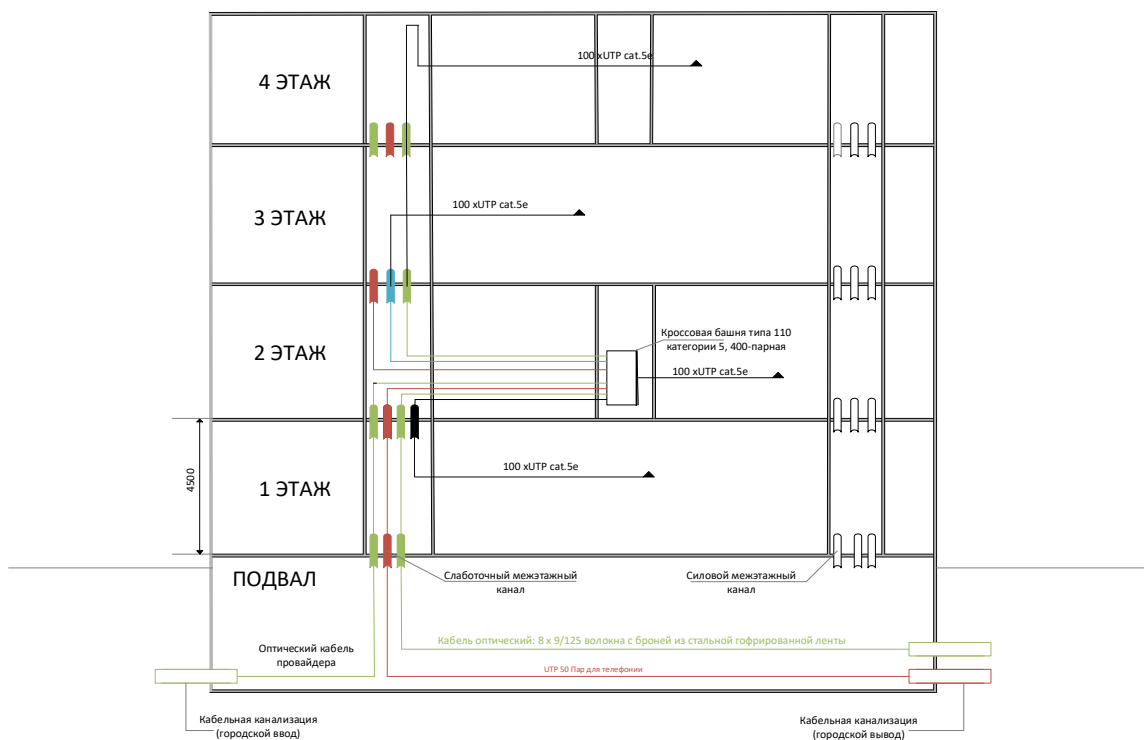 100 xUTP cat.5e
4 ЭТАЖ
100 xUTP cat.5e
3 ЭТАЖ
Кроссовая башня типа 110
категории 5, 400-парная
2 ЭТАЖ
100 xUTP cat.5e
4500
100 xUTP cat.5e
1 ЭТАЖ
ПОДВАЛ
Слаботочный межэтажный
канал
Силовой межэтажный
канал
Кабель оптический: 8 x 9/125 волокна с броней из стальной гофрированной ленты
Оптический кабель
провайдера
UTP 50 Пар для телефонии
Кабельная канализация
(городской ввод)
Кабельная канализация
(городской вывод)